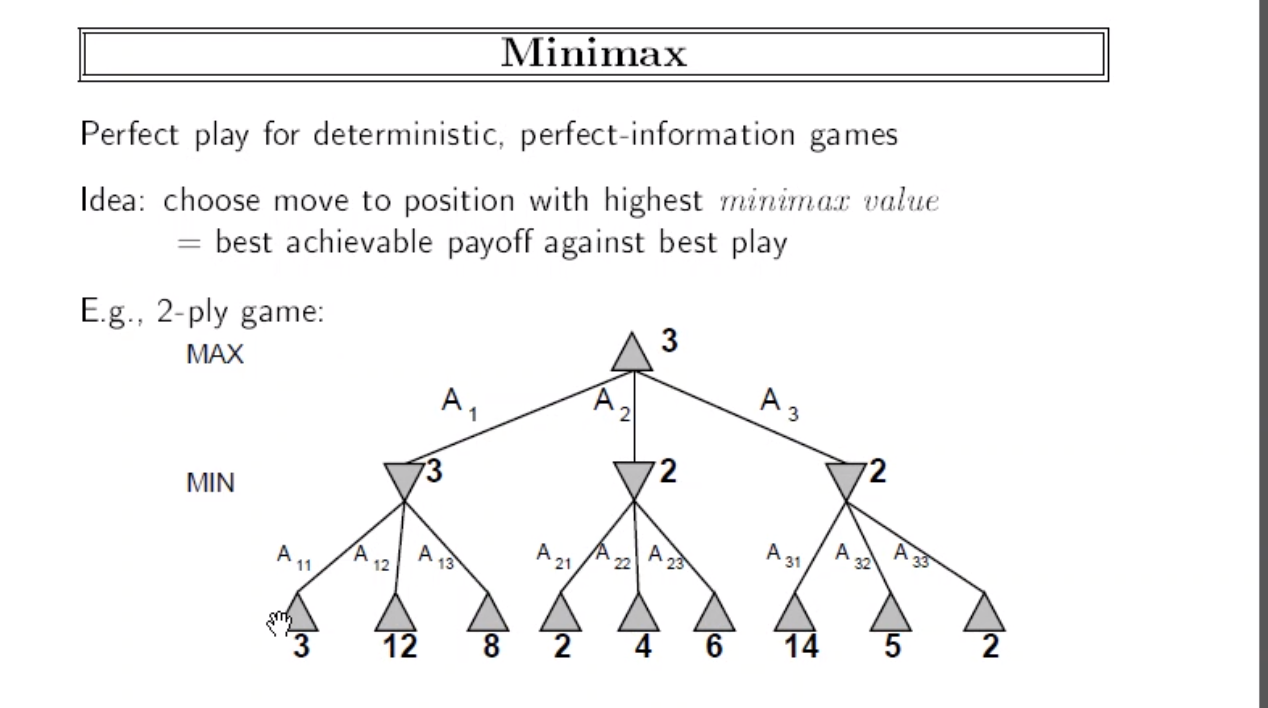 Minimax
Perfect play for deterministic, perfect-information games
Idea: choose move to position with highest minimax value
= best achievable payoff against best play
E.g., 2-ply game:
MAX
3
A 1
A 2
A 3
MIN
3
2
2
A 11
A 12
A 13
A 21
A 22
A 23
A 31
A 32
A 33
3
12
8
2
4
6
14
5
2